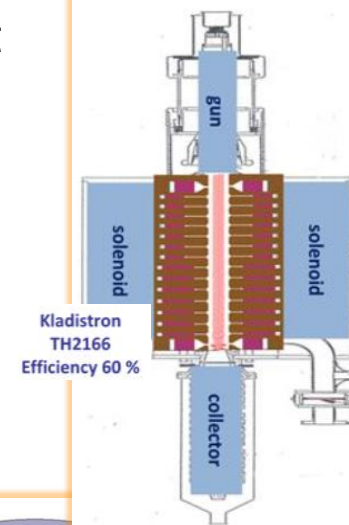 gun
solenoid
solenoid
Kladistron
TH2166
Efficiency 60 %
collector